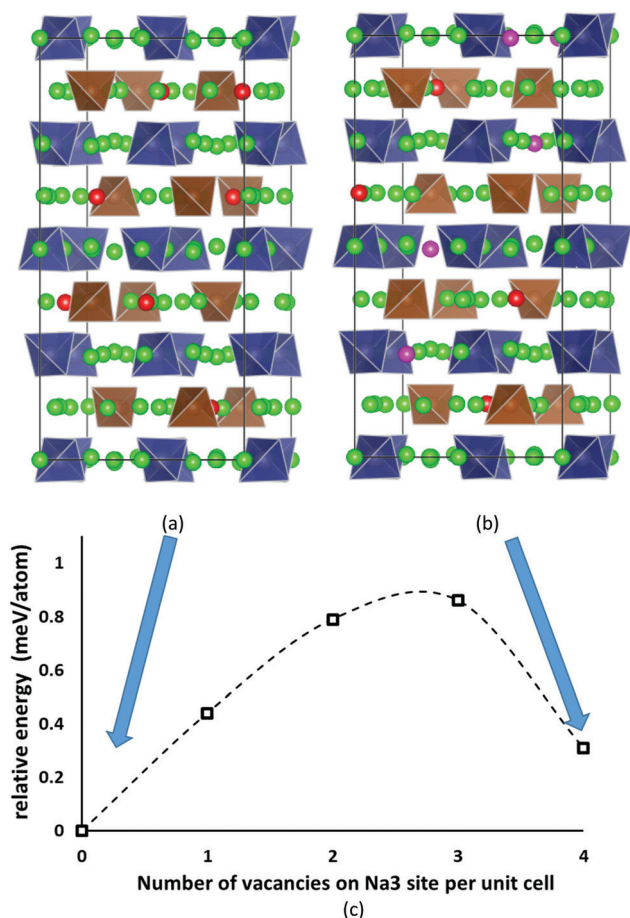 (a)
(b)
relative energy (meV/atom)
1
0.8
0.6
0.4
0.2
0
0
1
2
3
4
Number of vacancies on Na3 site per unit cell
(c)